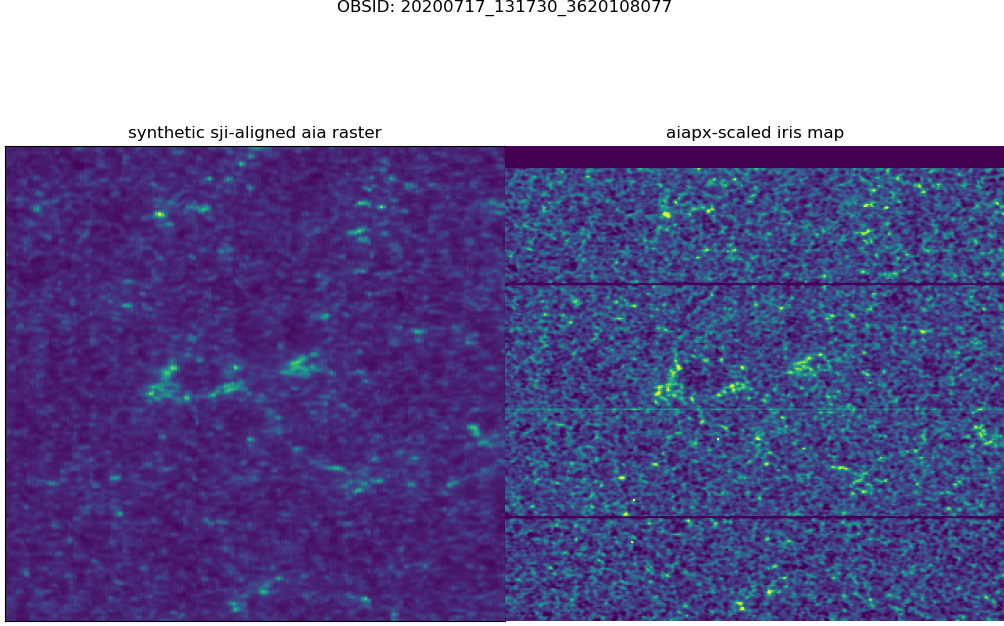 OBSID: 20200717_131730_3620108077
synthetic sji-aligned aia raster
aiapx-scaled iris map